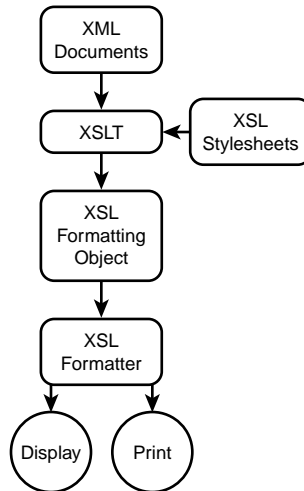 XML
Documents
XSLT
XSL
Stylesheets
XSL
Formatting
Object
XSL
Formatter
Display
Print